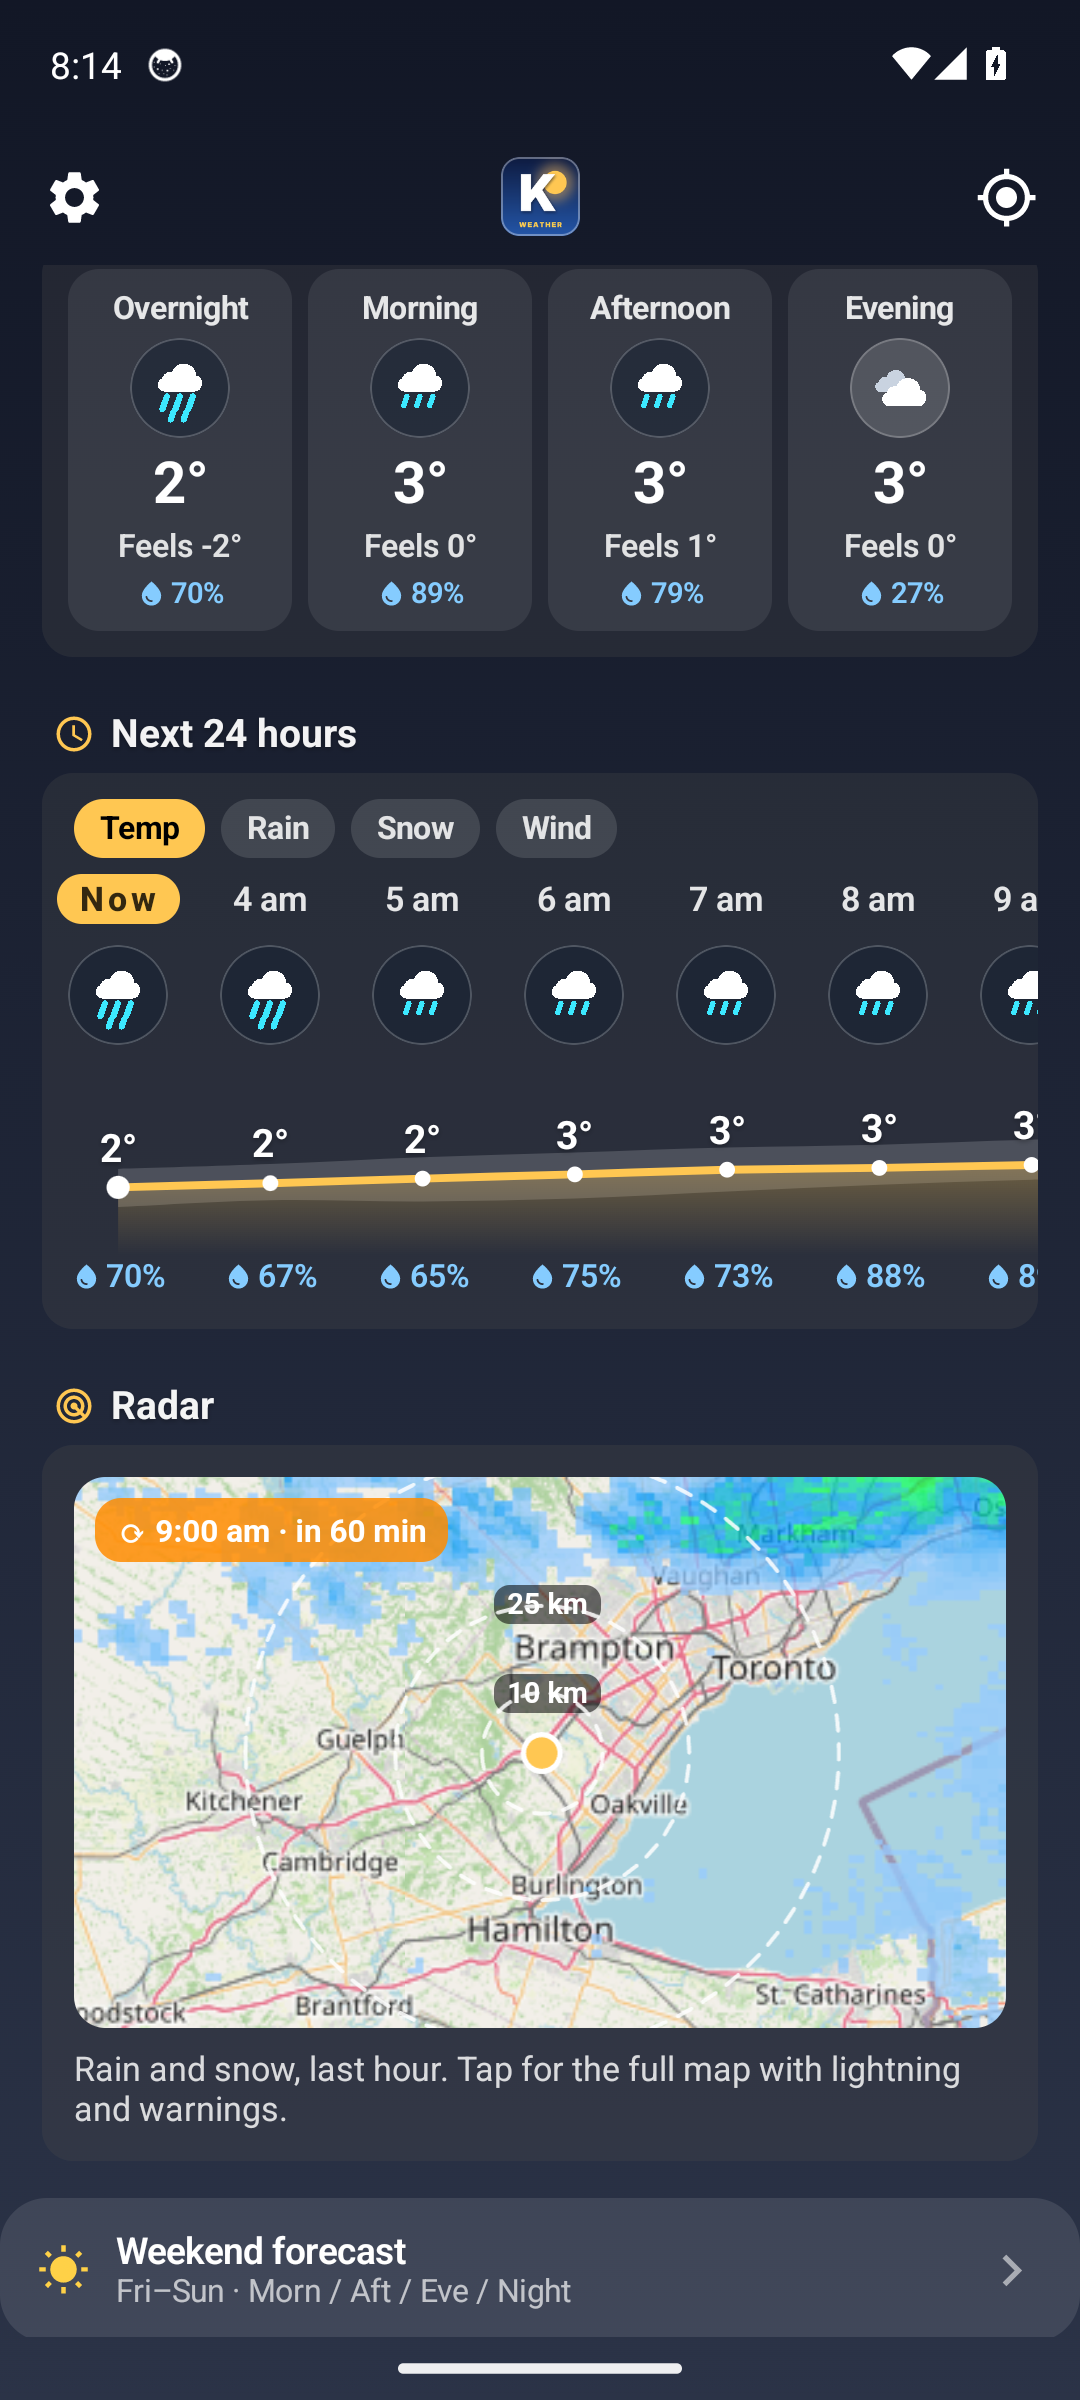 8:14
K
WEATHER
Overnight Morning Afternoon Evening
2° 3° 3° 3°
Feels -2° Feels 0° Feels 1° Feels 0°
70% 89% 79% 27%
Next 24 hours
Temp Rain Snow Wind
Now 4 am 5 am 6 am 7 am 8 am 9 a
2° 2° 2° 3° 3° 3° 3°
70% 67% 65% 75% 73% 88% 8
Radar
9:00 am · in 60 min
Os
Markham
Vaughan
25 km
Brampton
Toronto
10 km
Guelph
Kitchener
Oakville
Cambridge
Burlington
Hamilton
St. Catharines
Brantford
oodstock
Rain and snow, last hour. Tap for the full map with lightning
and warnings.
Weekend forecast
Fri–Sun · Morn / Aft / Eve / Night